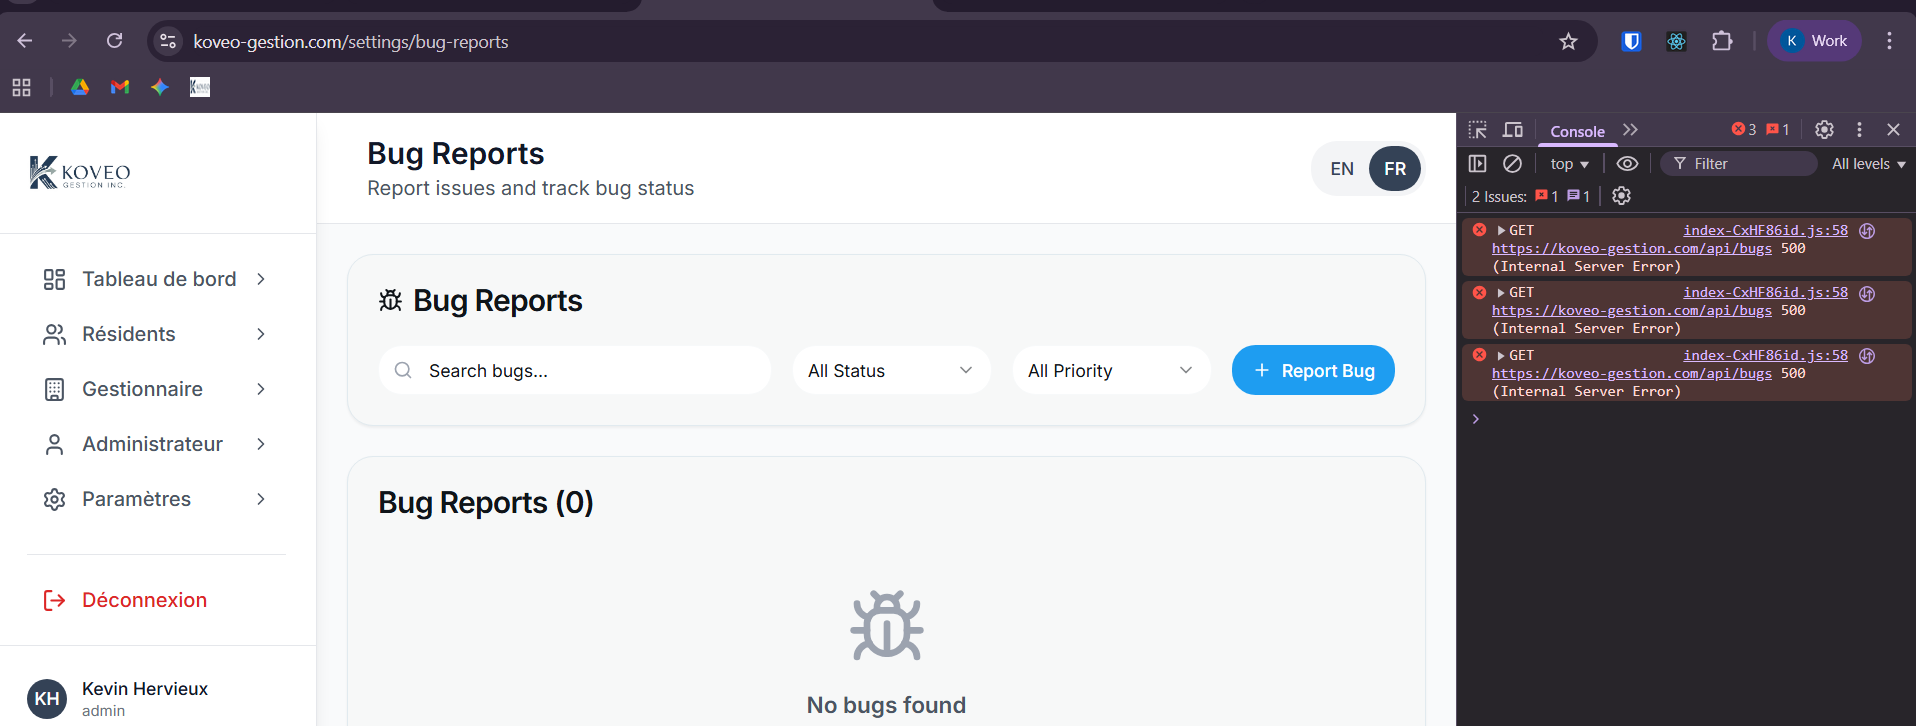 koveo-gestion.com/settings/bug-reports
K
Work
KOVEO
GESTION INC.
Tableau de bord
Résidents
Gestionnaire
Administrateur
Paramètres
Déconnexion
KH
Kevin Hervieux
admin
Bug Reports
Report issues and track bug status
EN
FR
Bug Reports
Search bugs...
All Status
All Priority
+ Report Bug
Bug Reports (0)
No bugs found
Console
3
1
top
Filter
All levels
2 Issues:
1
1
GET
index-CxHF86id.js:58
https://koveo-gestion.com/api/bugs 500
(Internal Server Error)
GET
index-CxHF86id.js:58
https://koveo-gestion.com/api/bugs 500
(Internal Server Error)
GET
index-CxHF86id.js:58
https://koveo-gestion.com/api/bugs 500
(Internal Server Error)